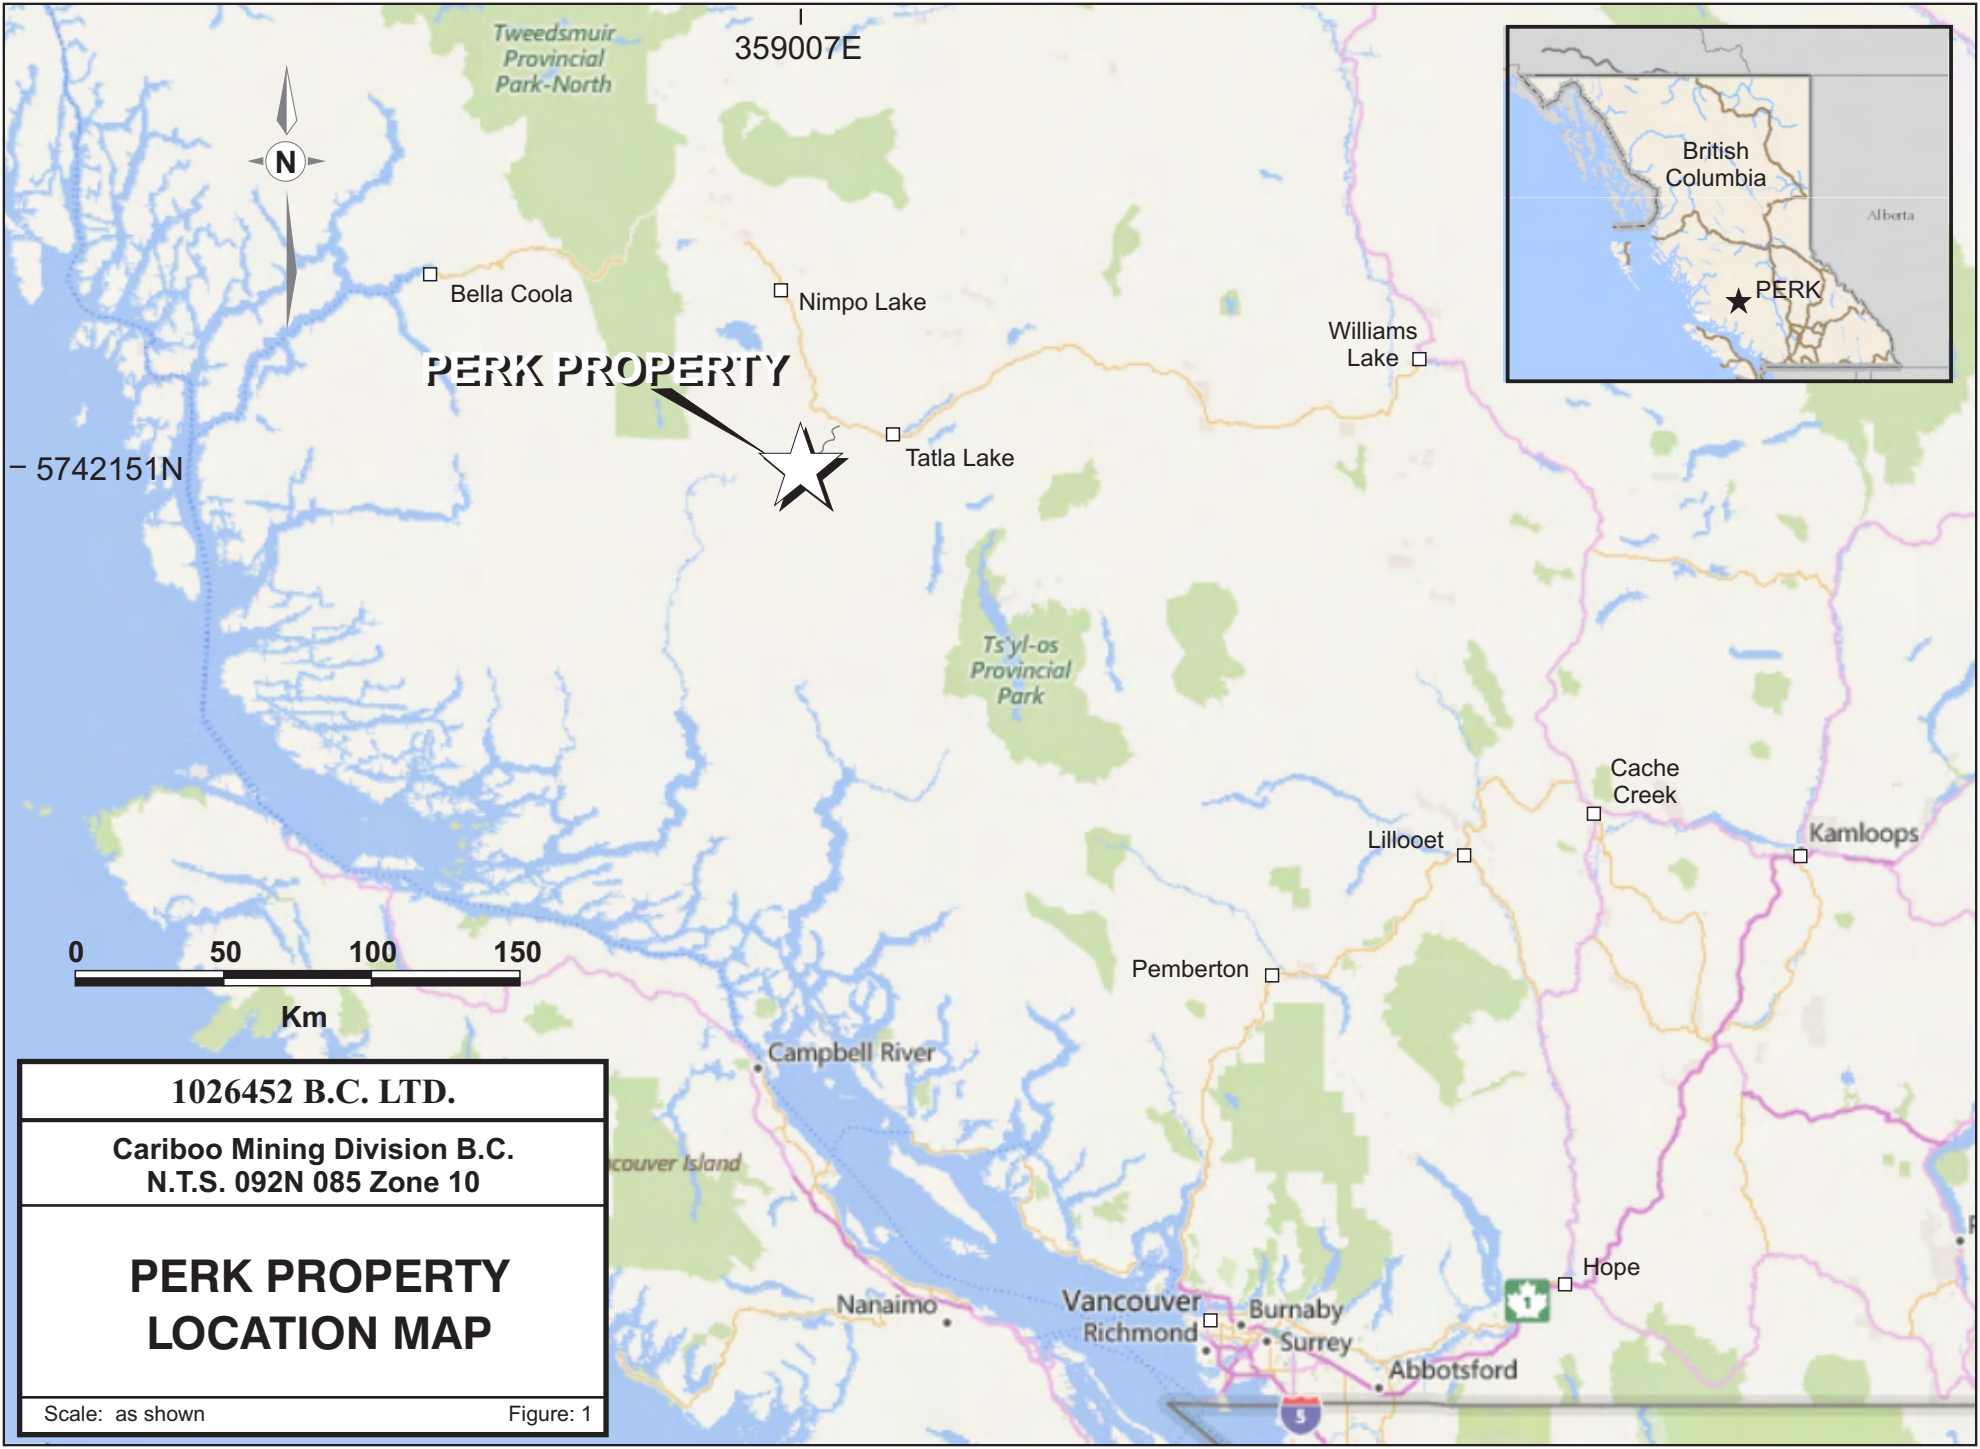 Tweedsmuir
Provincial
Park-North
359007E
N
British
Columbia
Alberta
PERK
Bella Coola
Nimpo Lake
Williams
Lake
PERK PROPERTY
Tatla Lake
5742151N
Ts'yl-os
Provincial
Park
Cache
Creek
Kamloops
Lillooet
0 50 100 150
Km
Pemberton
Campbell River
1026452 B.C. LTD.
Cariboo Mining Division B.C.
N.T.S. 092N 085 Zone 10
PERK PROPERTY
LOCATION MAP
Scale: as shown
Figure: 1
couver Island
Nanaimo
Vancouver
Richmond
Burnaby
Surrey
Abbotsford
Hope
1
5